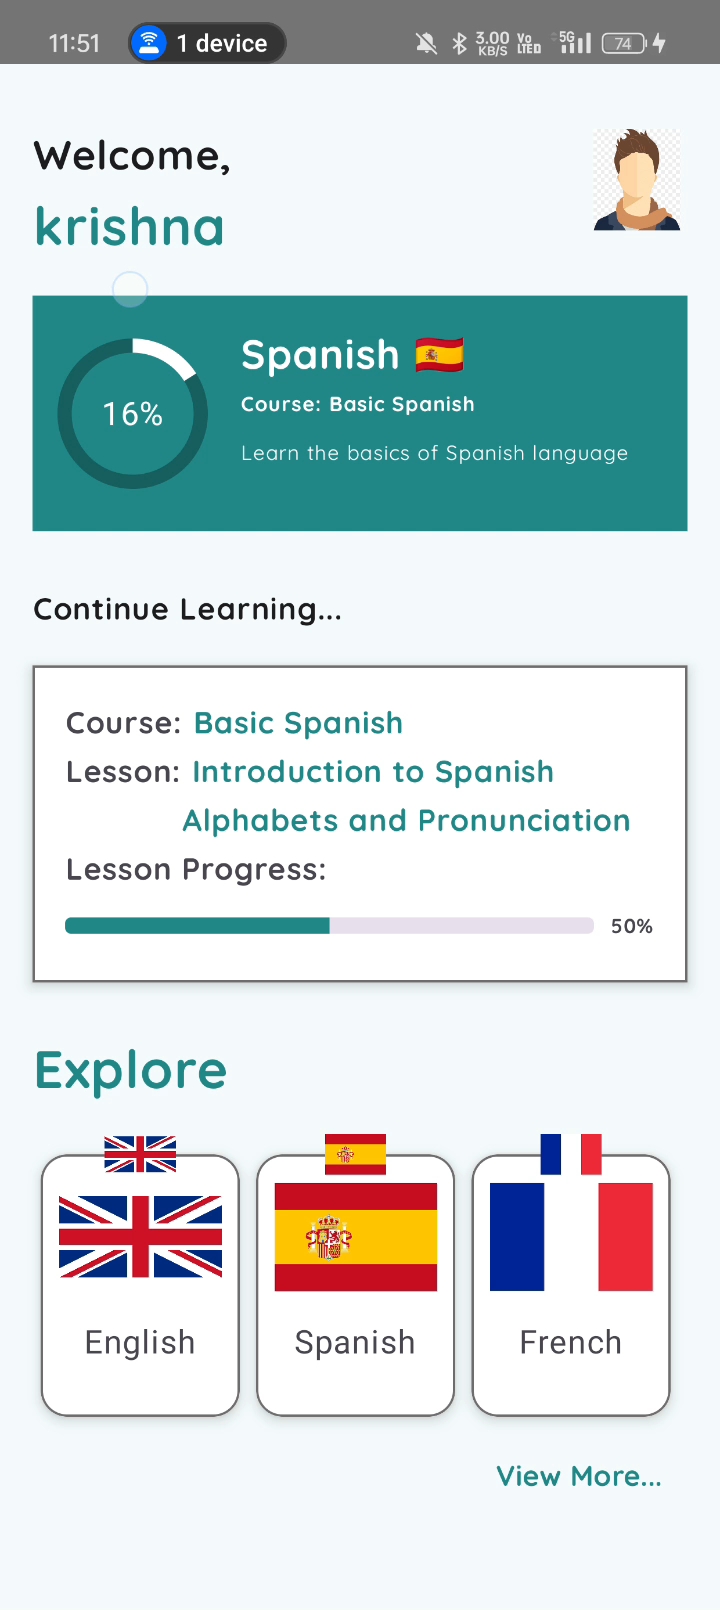 11:51 1 device 3.00 KB/S Vo LTED 5G 74
Welcome,
krishna
16%
Spanish 🇪🇸
Course: Basic Spanish
Learn the basics of Spanish language
Continue Learning...
Course: Basic Spanish
Lesson: Introduction to Spanish
Alphabets and Pronunciation
Lesson Progress:
50%
Explore
English Spanish French
View More...